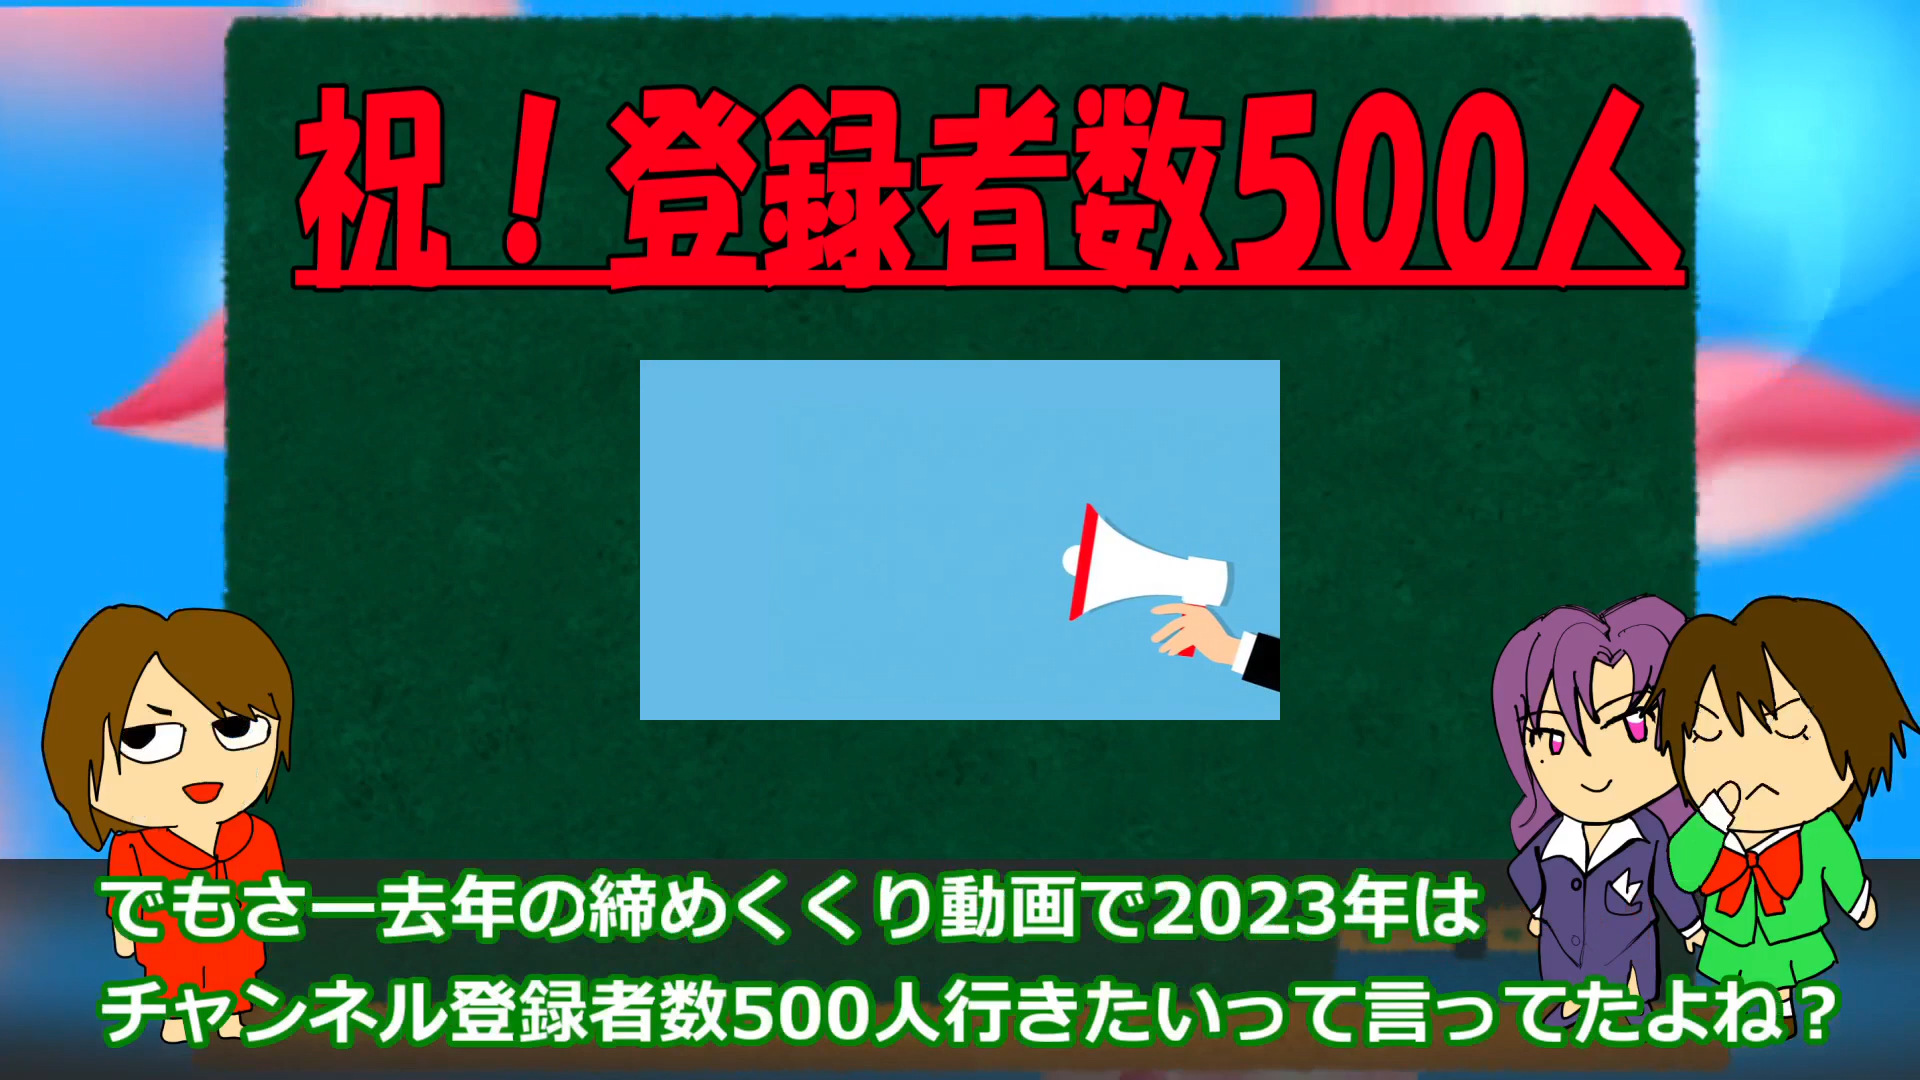 祝！登録者数500人
でもさー去年の締めくくり動画で2023年は
チャンネル登録者数500人行きたいって言ってたよね？